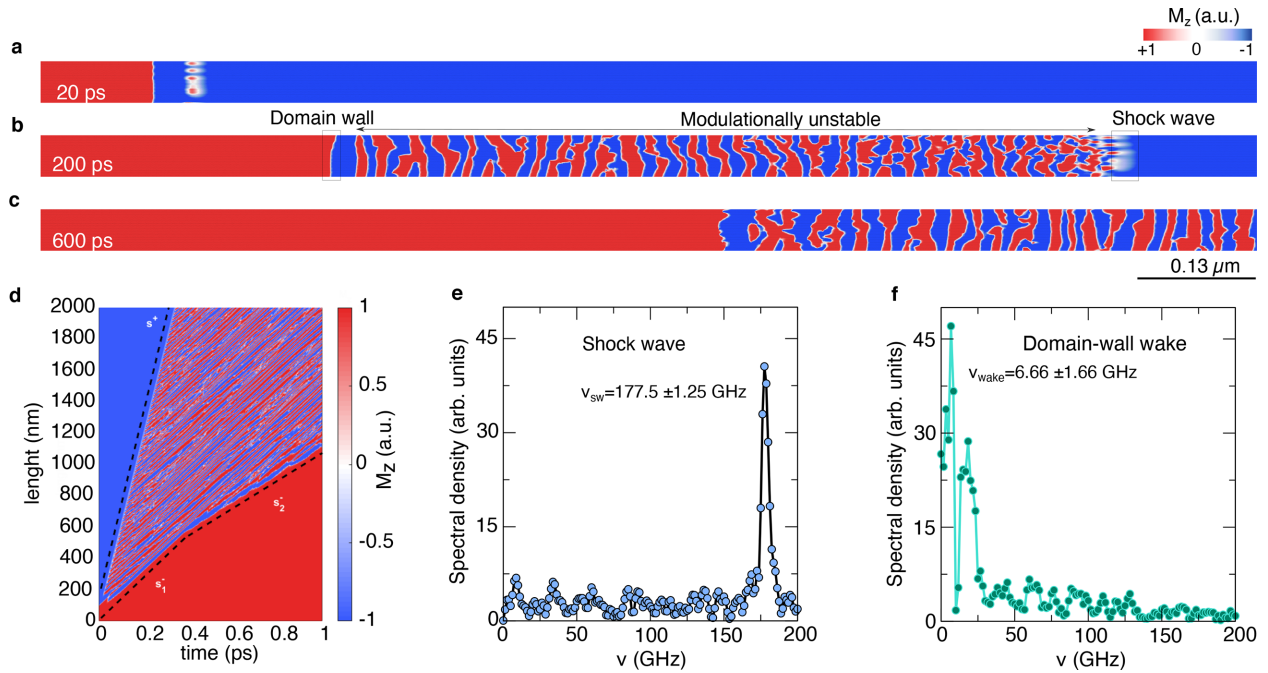 M_z (a.u.)
+1 0 -1
a
20 ps
Domain wall Modulationally unstable Shock wave
b
200 ps
c
600 ps
0.13 µm
d
2000
1800
1600
1400
1200
1000
800
600
400
200
0
lenght (nm)
s^+
s_1^-
s_2^-
0 0.2 0.4 0.6 0.8 1
time (ps)
1
0.5
0
-0.5
-1
M_z (a.u.)
e
Spectral density (arb. units)
45
30
15
0
Shock wave
ν_sw=177.5 ±1.25 GHz
0 50 100 150 200
ν (GHz)
f
Spectral density (arb. units)
45
30
15
0
Domain-wall wake
ν_wake=6.66 ±1.66 GHz
0 50 100 150 200
ν (GHz)